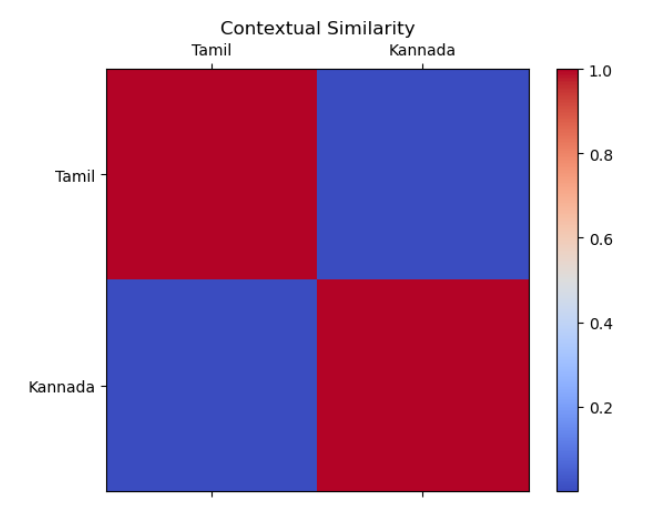 Contextual Similarity
Tamil Kannada
1.0
0.8
Tamil
0.6
0.4
Kannada
0.2